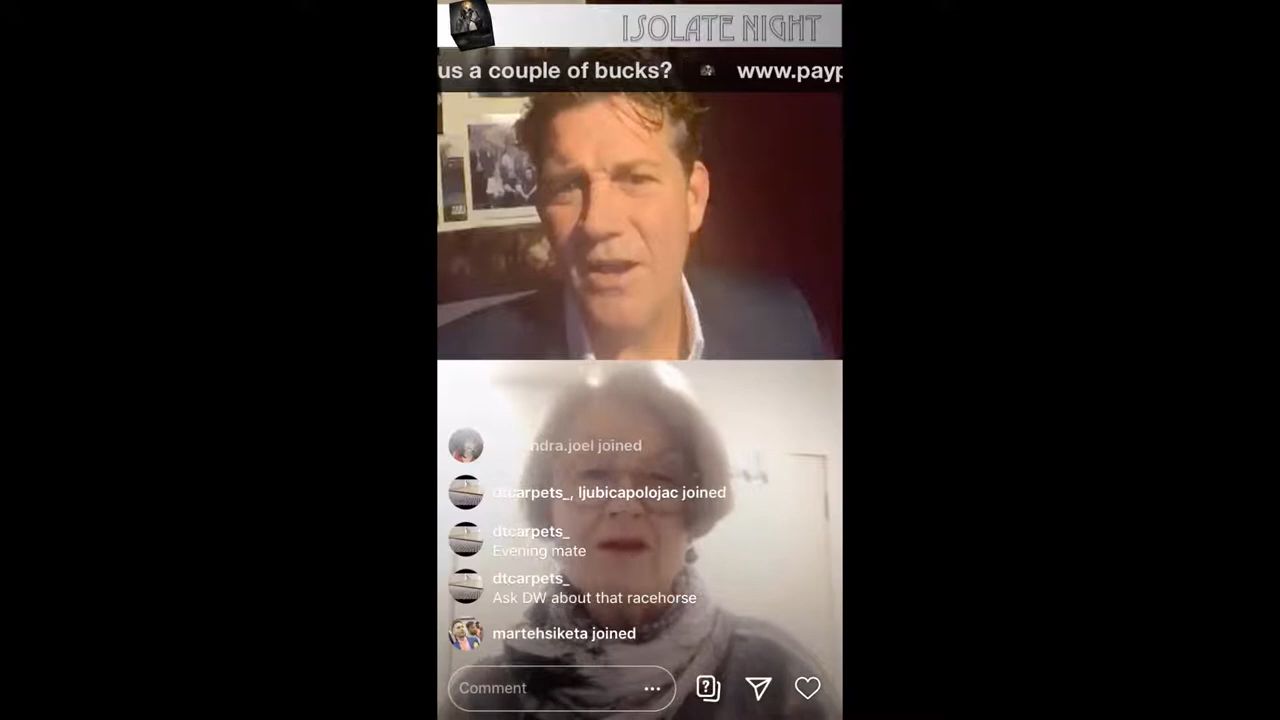 ISOLATE NIGHT
us a couple of bucks? www.payp
ndra.joel joined
dtcarpets_, ljubicapolojac joined
dtcarpets_
Evening mate
dtcarpets_
Ask DW about that racehorse
martehsiketa joined
Comment